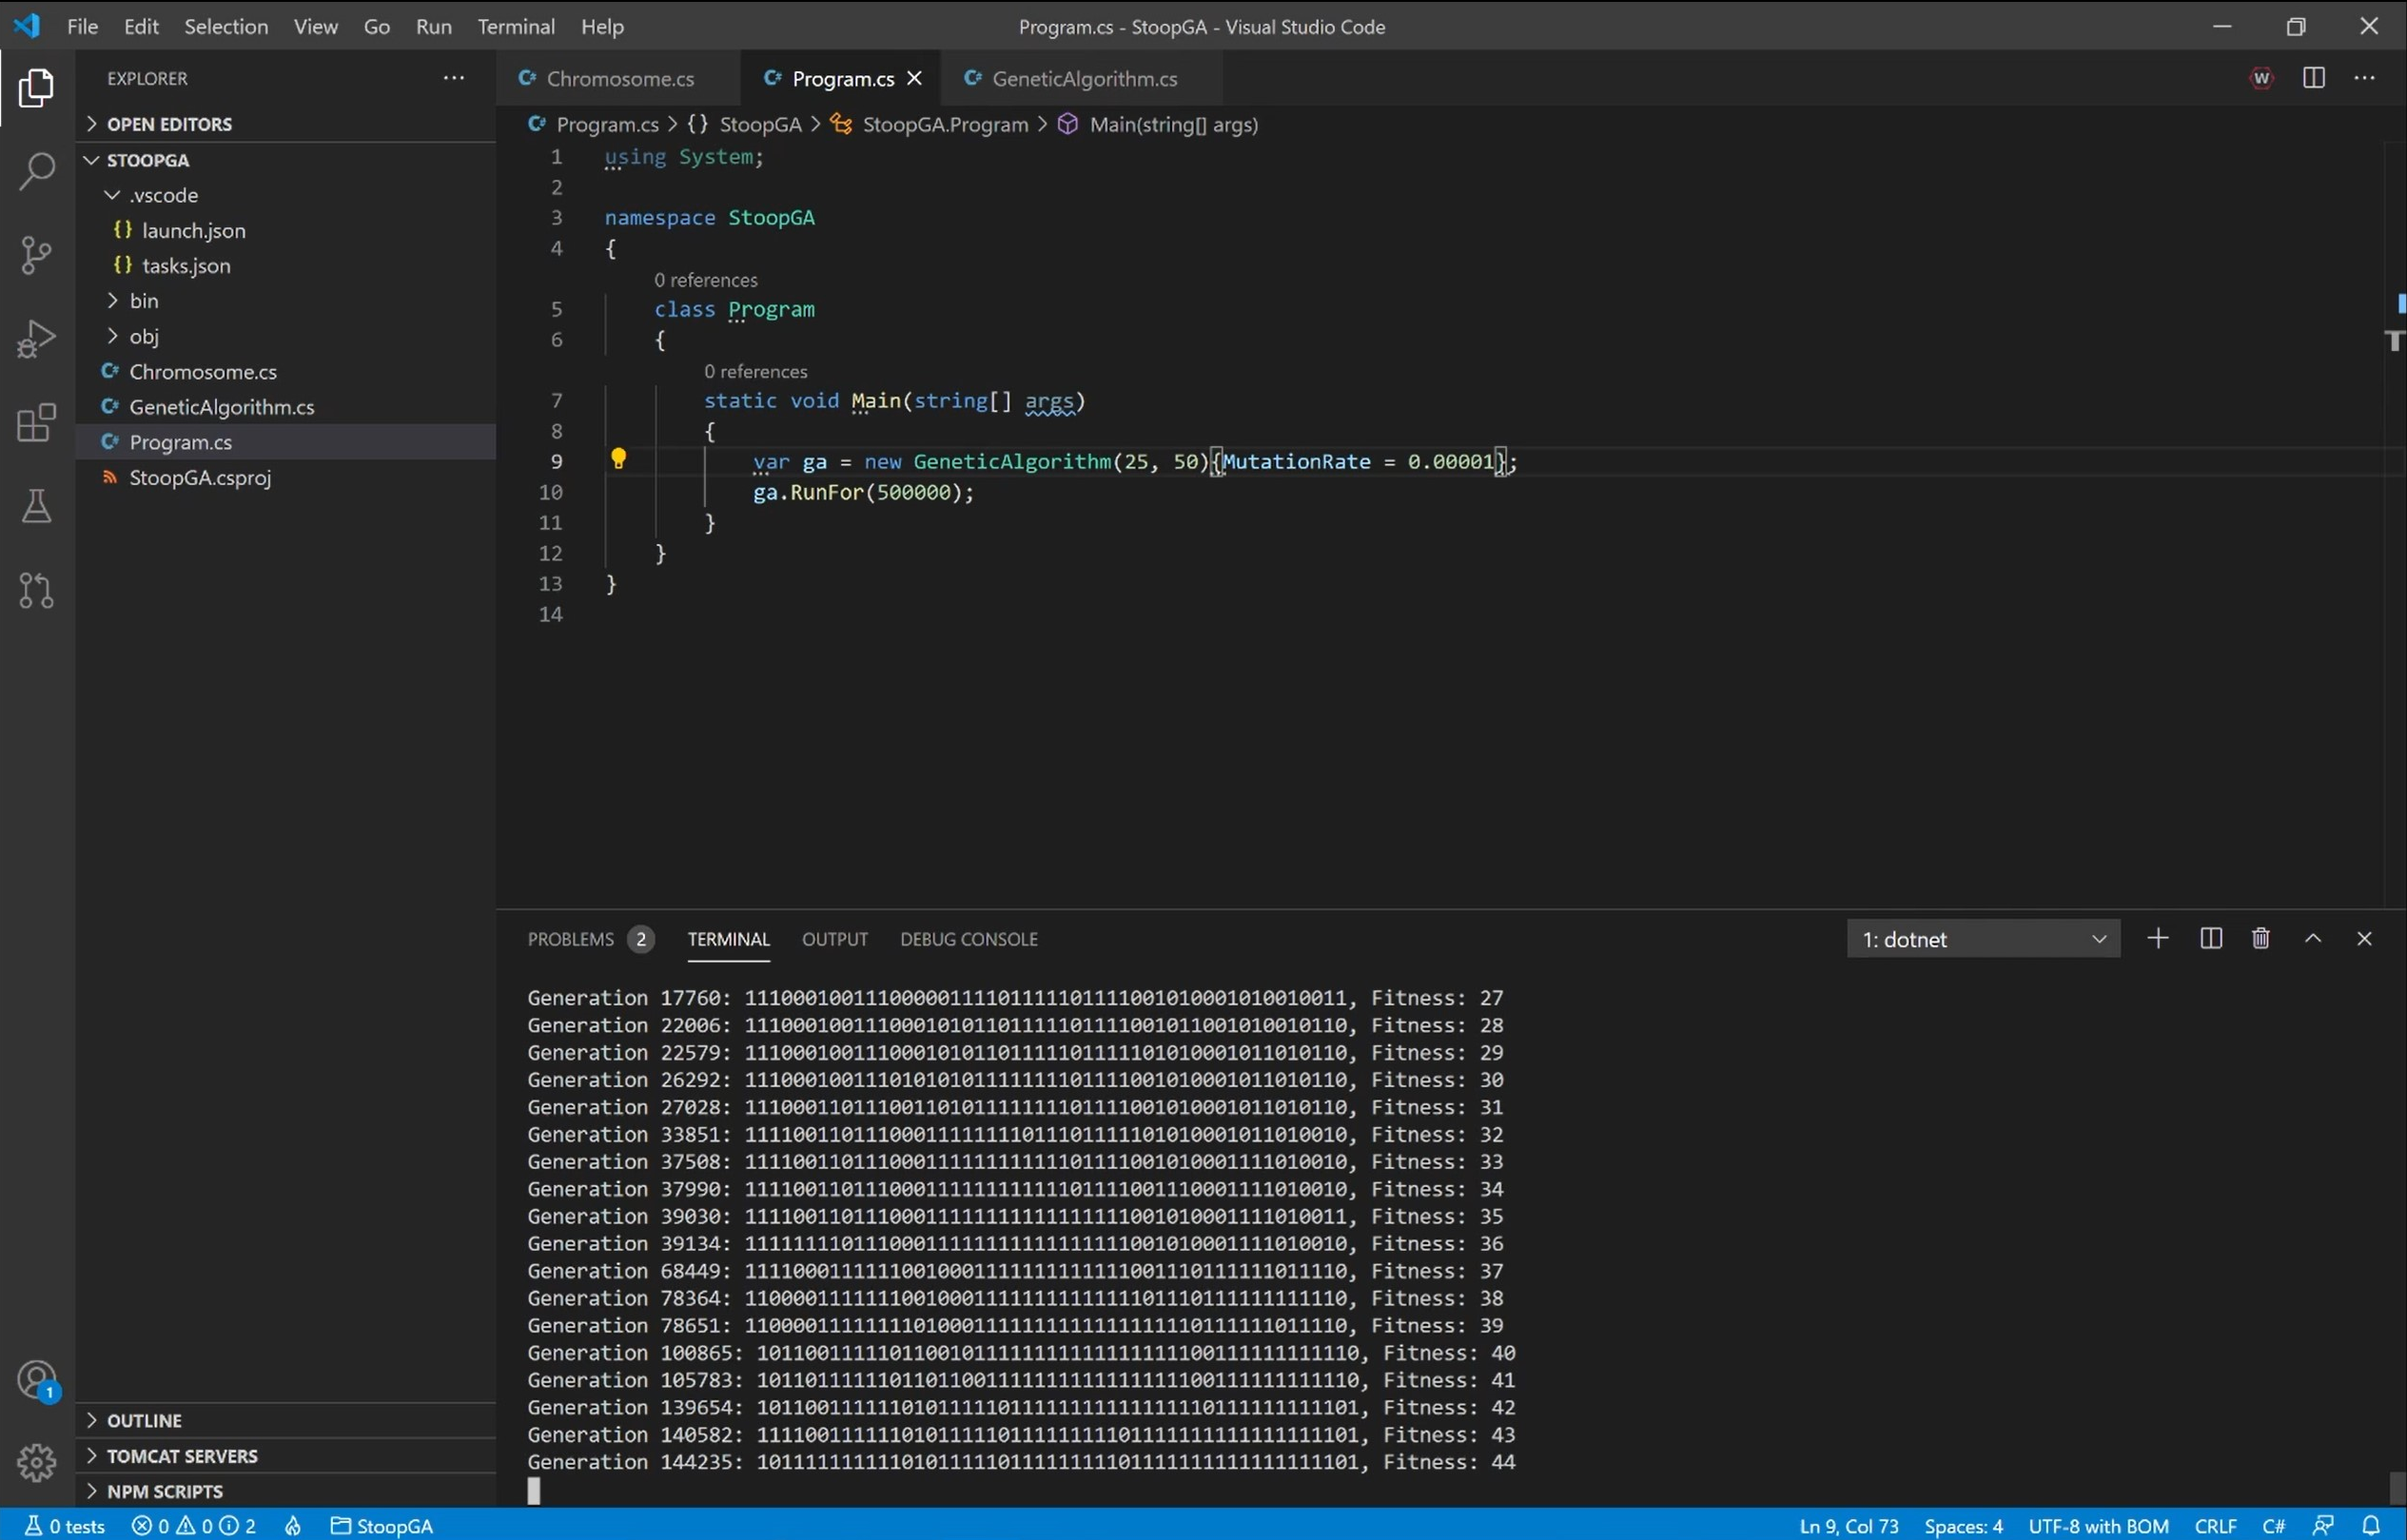 File Edit Selection View Go Run Terminal Help
Program.cs - StoopGA - Visual Studio Code
EXPLORER
Chromosome.cs
Program.cs
GeneticAlgorithm.cs
W
OPEN EDITORS
Program.cs > {} StoopGA > StoopGA.Program > Main(string[] args)
STOOPGA
.vscode
{} launch.json
{} tasks.json
bin
obj
Chromosome.cs
GeneticAlgorithm.cs
Program.cs
StoopGA.csproj
1 using System;
2
3 namespace StoopGA
4 {
0 references
5 class Program
6 {
0 references
7 static void Main(string[] args)
8 {
9 var ga = new GeneticAlgorithm(25, 50){MutationRate = 0.00001};
10 ga.RunFor(500000);
11 }
12 }
13 }
14
PROBLEMS 2 TERMINAL OUTPUT DEBUG CONSOLE
1: dotnet
Generation 17760: 11100010011100000111101111101111001010001010010011, Fitness: 27
Generation 22006: 11100010011100010101101111101111001011001010010110, Fitness: 28
Generation 22579: 11100010011100010101101111101111101010001011010110, Fitness: 29
Generation 26292: 11100010011101010101111111101111001010001011010110, Fitness: 30
Generation 27028: 11100011011100110101111111101111001010001011010110, Fitness: 31
Generation 33851: 11110011011100011111111011101111101010001011010010, Fitness: 32
Generation 37508: 11110011011100011111111111101111001010001111010010, Fitness: 33
Generation 37990: 11110011011100011111111111101111001110001111010010, Fitness: 34
Generation 39030: 11110011011100011111111111111111001010001111010011, Fitness: 35
Generation 39134: 11111111011100011111111111111111001010001111010010, Fitness: 36
Generation 68449: 11110001111110010001111111111111001110111111011110, Fitness: 37
Generation 78364: 11000011111110010001111111111111101110111111111110, Fitness: 38
Generation 78651: 11000011111111010001111111111111111110111111011110, Fitness: 39
Generation 100865: 10110011111011001011111111111111111100111111111110, Fitness: 40
Generation 105783: 10110111111011011001111111111111111100111111111110, Fitness: 41
Generation 139654: 10110011111101011111011111111111111110111111111101, Fitness: 42
Generation 140582: 11110011111101011111011111111101111111111111111101, Fitness: 43
Generation 144235: 10111111111101011111011111111101111111111111111101, Fitness: 44
1
OUTLINE
TOMCAT SERVERS
NPM SCRIPTS
0 tests 0 0 2 StoopGA Ln 9, Col 73 Spaces: 4 UTF-8 with BOM CRLF C#